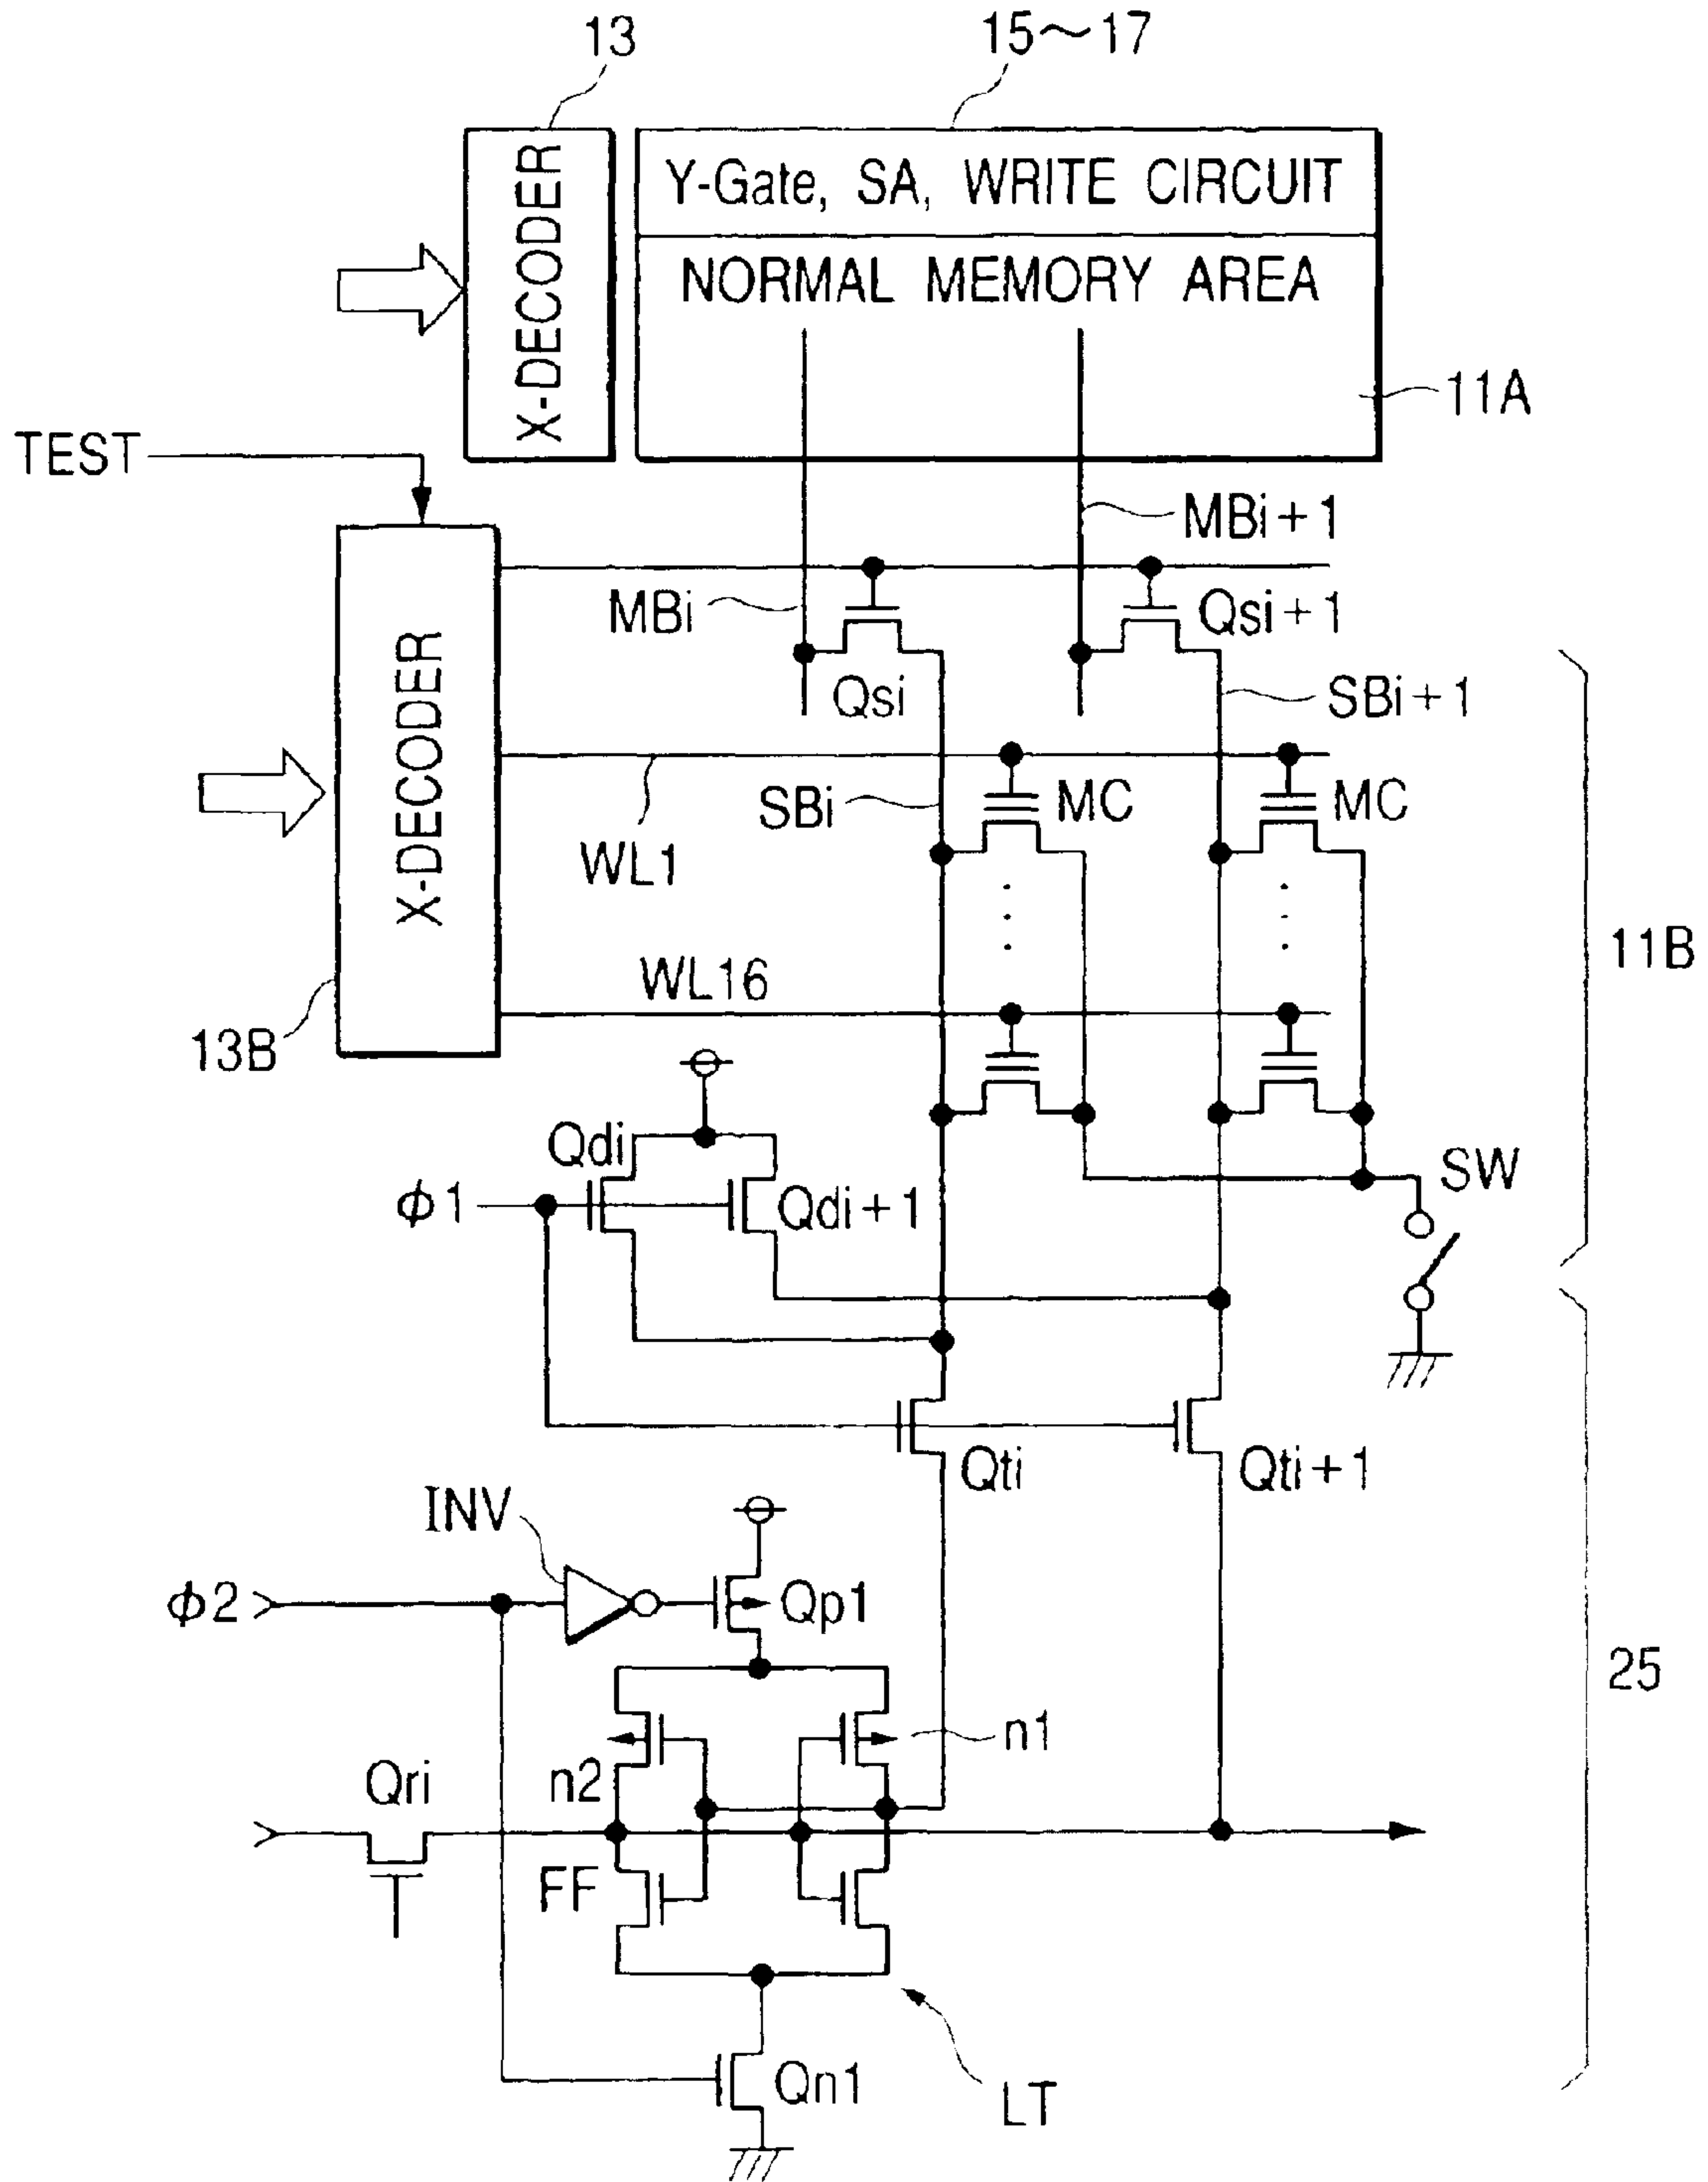 13
15~17
X-DECODER
Y-Gate, SA, WRITE CIRCUIT
NORMAL MEMORY AREA
11A
TEST
MBi+1
MBi
Qsi+1
Qsi
SBi+1
X-DECODER
SBi
MC
MC
WL1
11B
WL16
13B
Qdi
SW
ϕ1
Qdi+1
Qti
Qti+1
INV
ϕ2
Qp1
25
n1
n2
Qri
FF
Qn1
LT